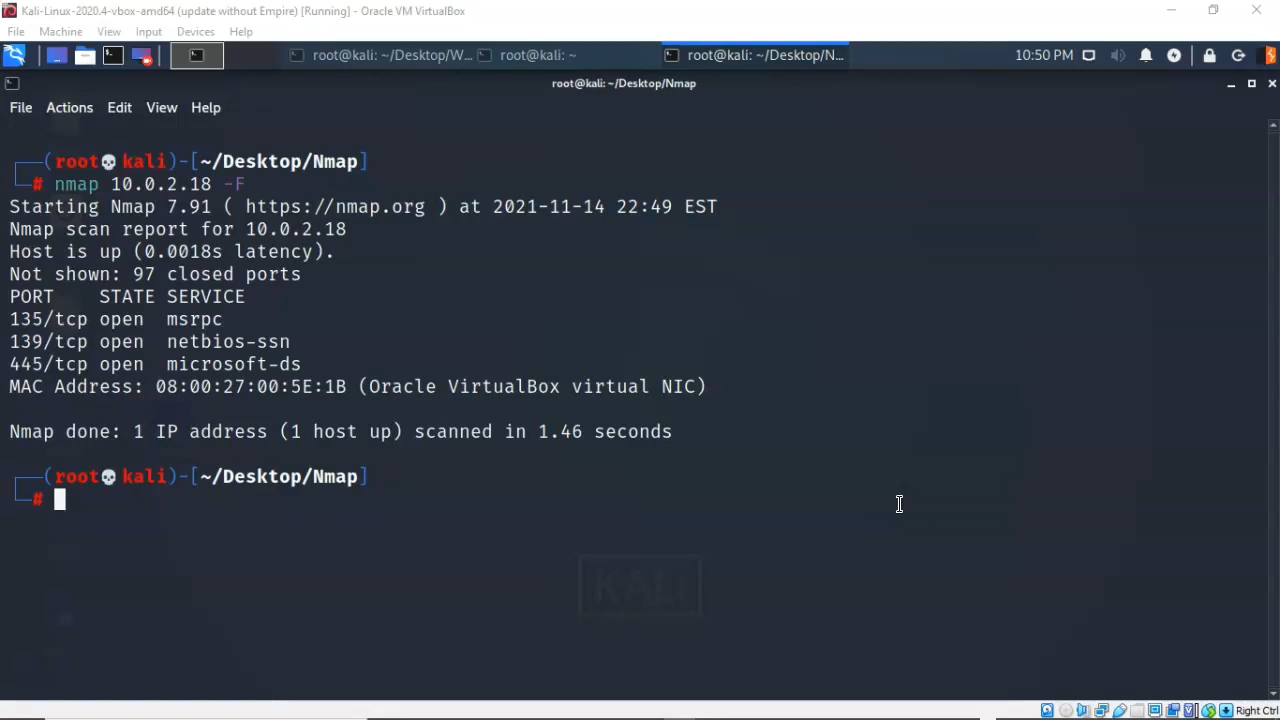 Kali-Linux-2020.4-vbox-amd64 (update without Empire) [Running] - Oracle VM VirtualBox
File Machine View Input Devices Help
root@kali: ~/Desktop/W... root@kali: ~ root@kali: ~/Desktop/N... 10:50 PM
root@kali: ~/Desktop/Nmap
File Actions Edit View Help
┌──(root💀kali)-[~/Desktop/Nmap]
└─# nmap 10.0.2.18 -F
Starting Nmap 7.91 ( https://nmap.org ) at 2021-11-14 22:49 EST
Nmap scan report for 10.0.2.18
Host is up (0.0018s latency).
Not shown: 97 closed ports
PORT    STATE SERVICE
135/tcp open  msrpc
139/tcp open  netbios-ssn
445/tcp open  microsoft-ds
MAC Address: 08:00:27:00:5E:1B (Oracle VirtualBox virtual NIC)
Nmap done: 1 IP address (1 host up) scanned in 1.46 seconds
┌──(root💀kali)-[~/Desktop/Nmap]
└─#
KALI
Right Ctrl